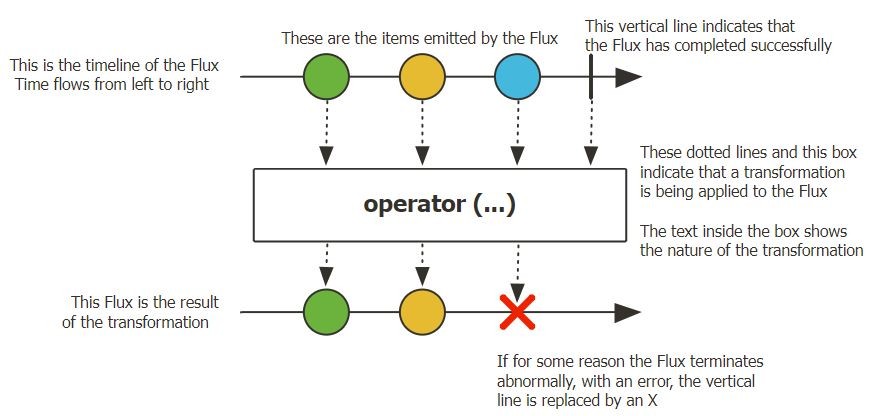 These are the items emitted by the Flux
This vertical line indicates that
the Flux has completed successfully
This is the timeline of the Flux
Time flows from left to right
These dotted lines and this box
indicate that a transformation
is being applied to the Flux
operator (...)
The text inside the box shows
the nature of the transformation
This Flux is the result
of the transformation
If for some reason the Flux terminates
abnormally, with an error, the vertical
line is replaced by an X